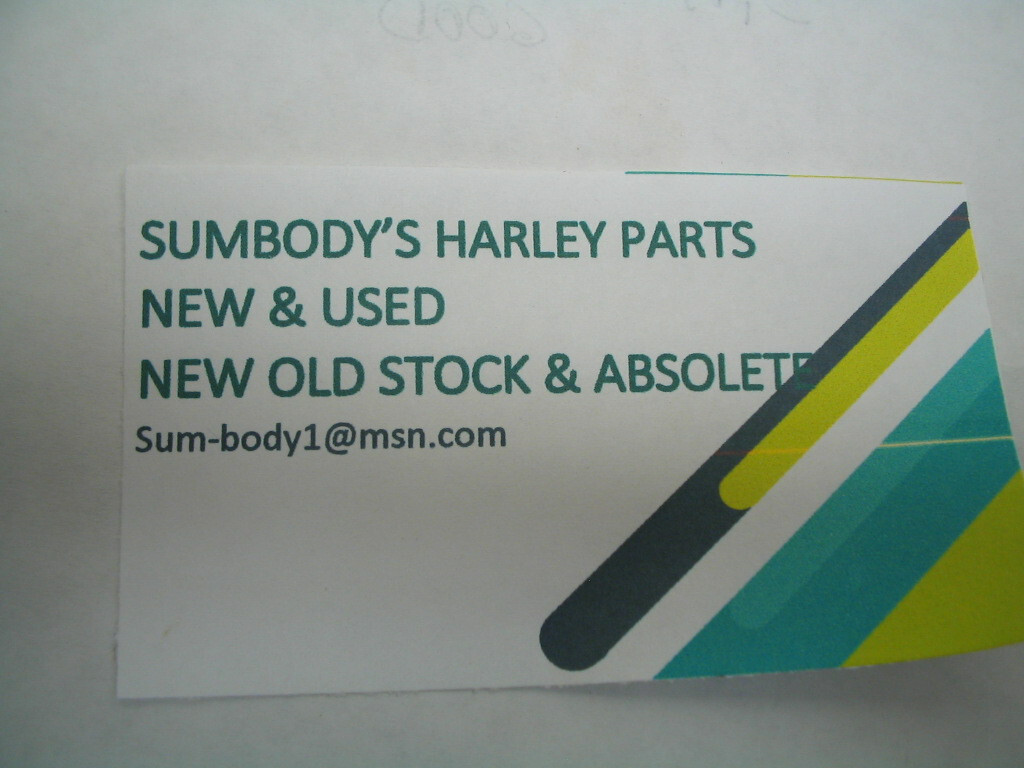 SUMBODY'S HARLEY PARTS
NEW & USED
NEW OLD STOCK & ABSOLETE
Sum-body1@msn.com